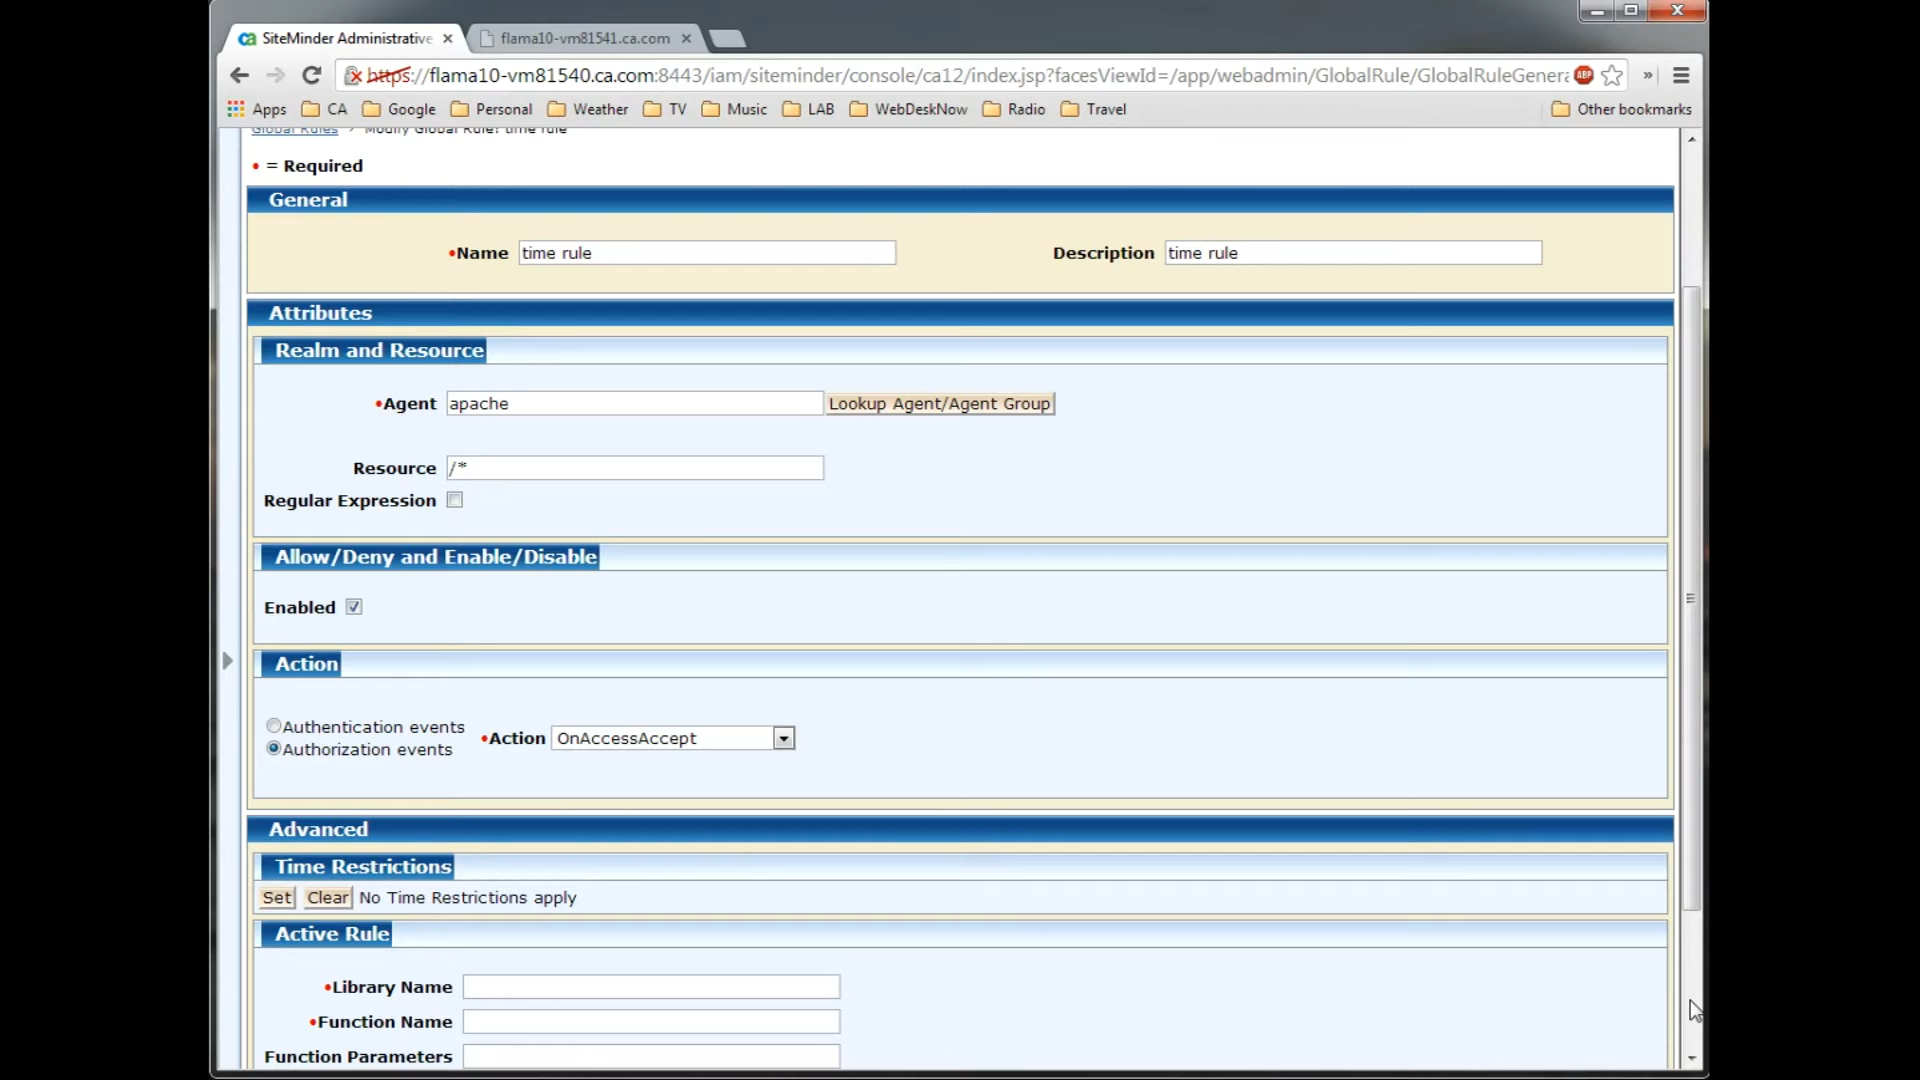 SiteMinder Administrative
flama10-vm81541.ca.com
https://flama10-vm81540.ca.com:8443/iam/siteminder/console/ca12/index.jsp?facesViewId=/app/webadmin/GlobalRule/GlobalRuleGenera ABP »
Apps CA Google Personal Weather TV Music LAB WebDeskNow Radio Travel Other bookmarks
Global Rules > Modify Global Rule: time rule
• = Required
General
•Name time rule Description time rule
Attributes
Realm and Resource
•Agent apache Lookup Agent/Agent Group
Resource /*
Regular Expression
Allow/Deny and Enable/Disable
Enabled
Action
Authentication events
Authorization events •Action OnAccessAccept
Advanced
Time Restrictions
Set Clear No Time Restrictions apply
Active Rule
•Library Name
•Function Name
Function Parameters